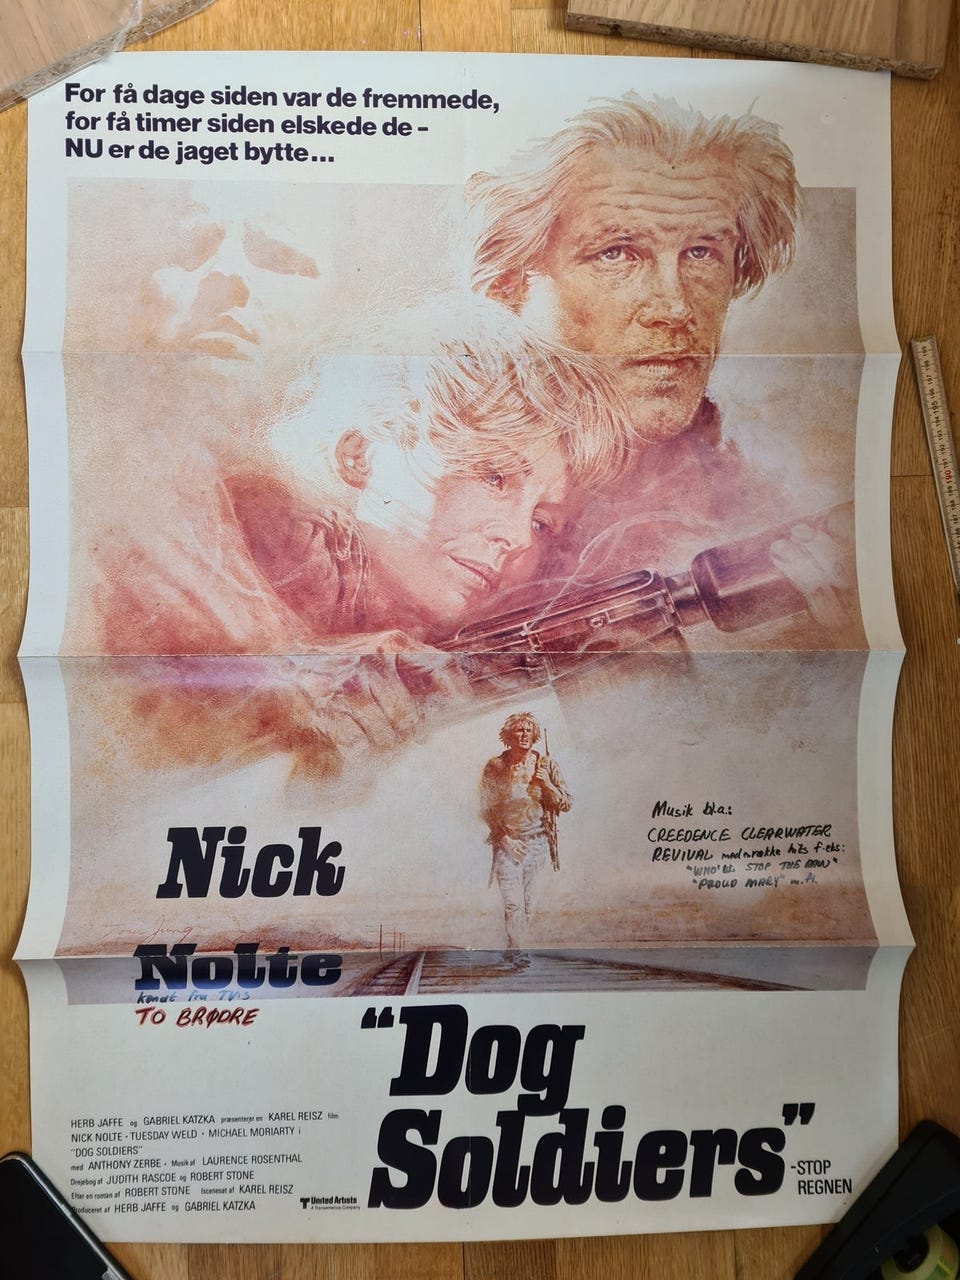 For få dage siden var de fremmede,
for få timer siden elskede de –
NU er de jaget bytte...
Nick
Nolte
kendt fra TV's
TO BRØDRE
Musik bl.a.:
CREEDENCE CLEARWATER
REVIVAL med række hits f.eks:
"WHO'LL STOP THE RAIN"
"PROUD MARY" m.fl.
Tom Jung
"Dog
Soldiers"
-STOP
REGNEN
HERB JAFFE og GABRIEL KATZKA præsenterer en KAREL REISZ film
NICK NOLTE · TUESDAY WELD · MICHAEL MORIARTY i
"DOG SOLDIERS"
med ANTHONY ZERBE · Musik af LAURENCE ROSENTHAL
Drejebog af JUDITH RASCOE og ROBERT STONE
Efter en roman af ROBERT STONE Iscenesat af KAREL REISZ
Produceret af HERB JAFFE og GABRIEL KATZKA
United Artists
A Transamerica Company